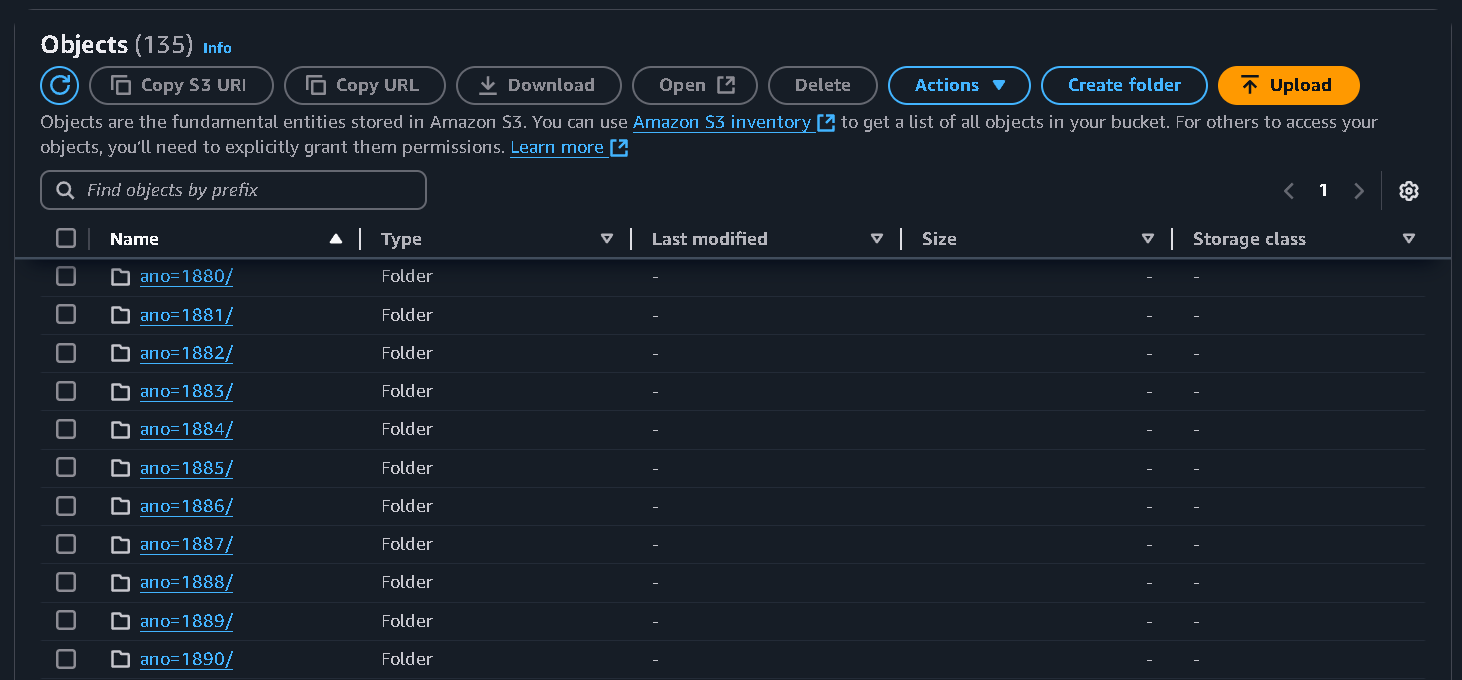 Objects (135) Info
Copy S3 URI Copy URL Download Open Delete Actions Create folder Upload
Objects are the fundamental entities stored in Amazon S3. You can use Amazon S3 inventory to get a list of all objects in your bucket. For others to access your
objects, you'll need to explicitly grant them permissions. Learn more
Find objects by prefix 1
Name Type Last modified Size Storage class
ano=1880/ Folder - - -
ano=1881/ Folder - - -
ano=1882/ Folder - - -
ano=1883/ Folder - - -
ano=1884/ Folder - - -
ano=1885/ Folder - - -
ano=1886/ Folder - - -
ano=1887/ Folder - - -
ano=1888/ Folder - - -
ano=1889/ Folder - - -
ano=1890/ Folder - - -